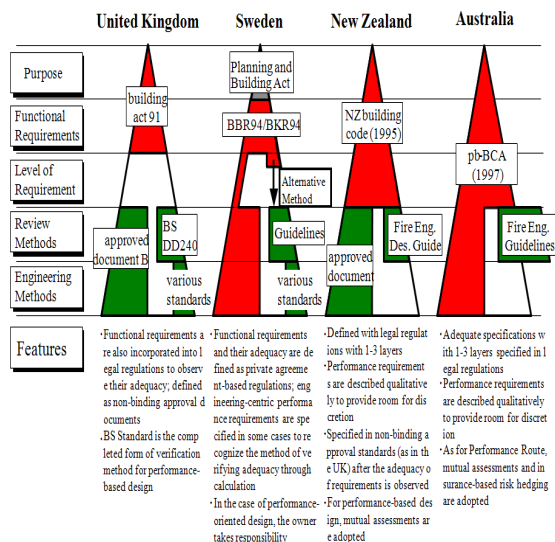 United Kingdom
Sweden
New Zealand
Australia
Purpose
Functional
Requirements
Level of
Requirement
Review
Methods
Engineering
Methods
Features
building
act 91
approved
document B
BS
DD240
various
standards
Planning and
Building Act
BBR94/BKR94
Alternative
Method
Guidelines
various
standards
NZ building
code (1995)
approved
document
Fire Eng.
Des. Guide
pb-BCA
(1997)
Fire Eng.
Guidelines
・Functional requirements a
re also incorporated into l
egal regulations to observ
e their adequacy; defined
as non-binding approval d
ocuments
・BS Standard is the comp
leted form of verification
method for performance-
based design
・Functional requirements
and their adequacy are de
fined as private agreeme
nt-based regulations; eng
ineering-centric performa
nce requirements are spe
cified in some cases to re
cognize the method of ve
rifying adequacy through
calculation
・In the case of performance-
oriented design, the owner
takes responsibility
・Defined with legal regulat
ions with 1-3 layers
・Performance requirement
s are described qualitative
ly to provide room for dis
cretion
・Specified in non-binding a
pproval standards (as in th
e UK) after the adequacy o
f requirements is observed
・For performance-based des
ign, mutual assessments ar
e adopted
・Adequate specifications w
ith 1-3 layers specified in l
egal regulations
・Performance requirements
are described qualitatively
to provide room for discret
ion
・As for Performance Route,
mutual assessments and in
surance-based risk hedging
are adopted